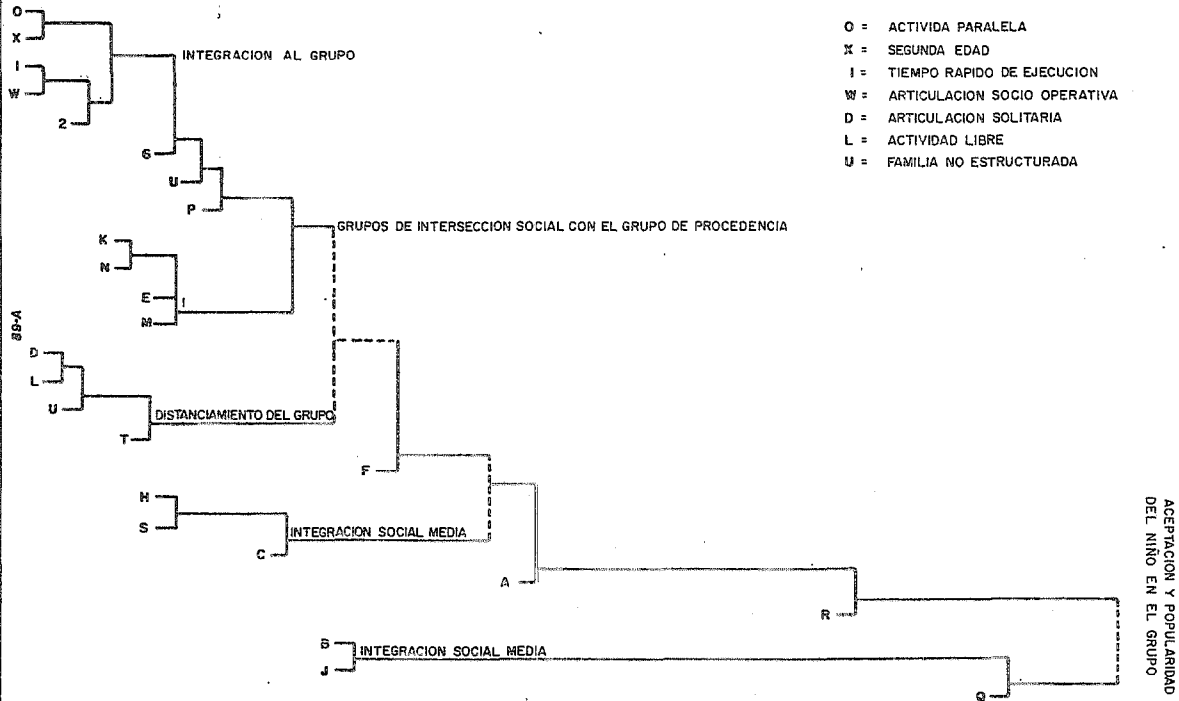 O
X
INTEGRACION AL GRUPO
I
W
2
6
U
P
GRUPOS DE INTERSECCION SOCIAL CON EL GRUPO DE PROCEDENCIA
K
N
E
M
D
L
U
DISTANCIAMIENTO DEL GRUPO
T
F
H
S
INTEGRACION SOCIAL MEDIA
C
A
R
B
INTEGRACION SOCIAL MEDIA
J
Q
O = ACTIVIDA PARALELA
X = SEGUNDA EDAD
I = TIEMPO RAPIDO DE EJECUCION
W = ARTICULACION SOCIO OPERATIVA
D = ARTICULACION SOLITARIA
L = ACTIVIDAD LIBRE
U = FAMILIA NO ESTRUCTURADA
ACEPTACION Y POPULARIDAD
DEL NIÑO EN EL GRUPO